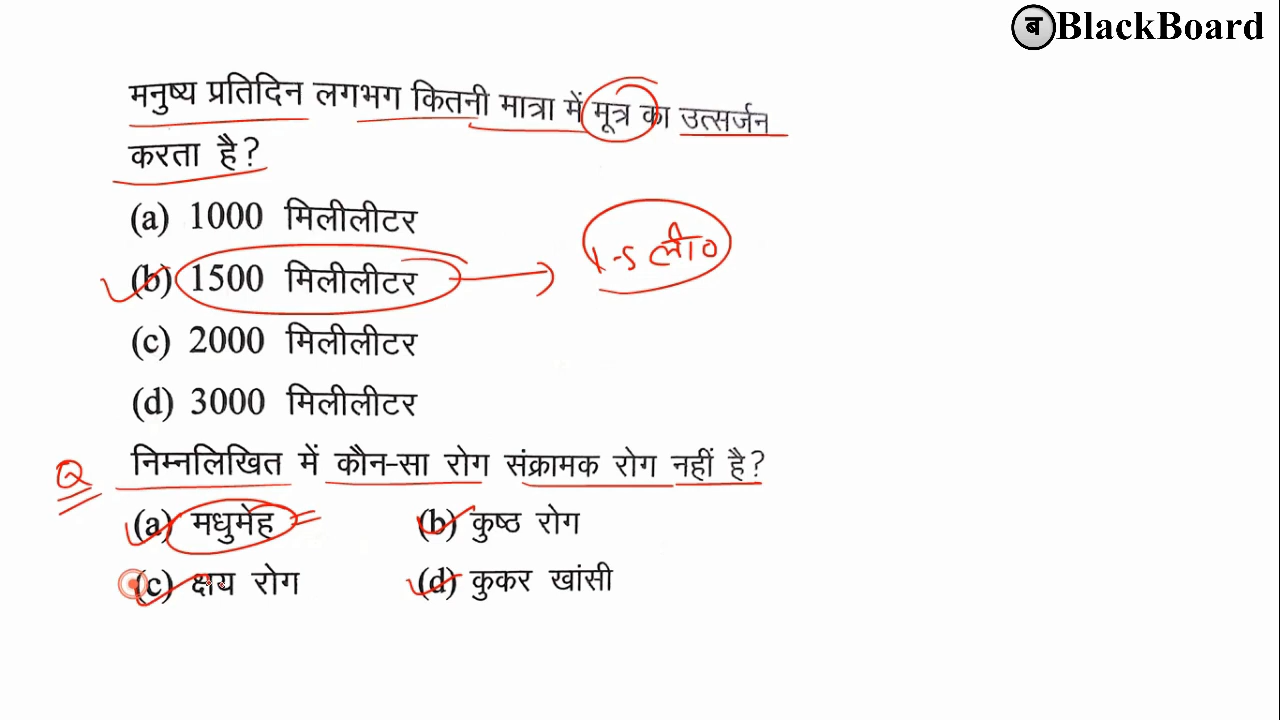 ब BlackBoard
मनुष्य प्रतिदिन लगभग कितनी मात्रा में मूत्र का उत्सर्जन
करता है?
(a) 1000 मिलीलीटर
(b) 1500 मिलीलीटर
1-5 ली०
(c) 2000 मिलीलीटर
(d) 3000 मिलीलीटर
Q निम्नलिखित में कौन-सा रोग संक्रामक रोग नहीं है?
(a) मधुमेह (b) कुष्ठ रोग
(c) क्षय रोग (d) कुकर खांसी